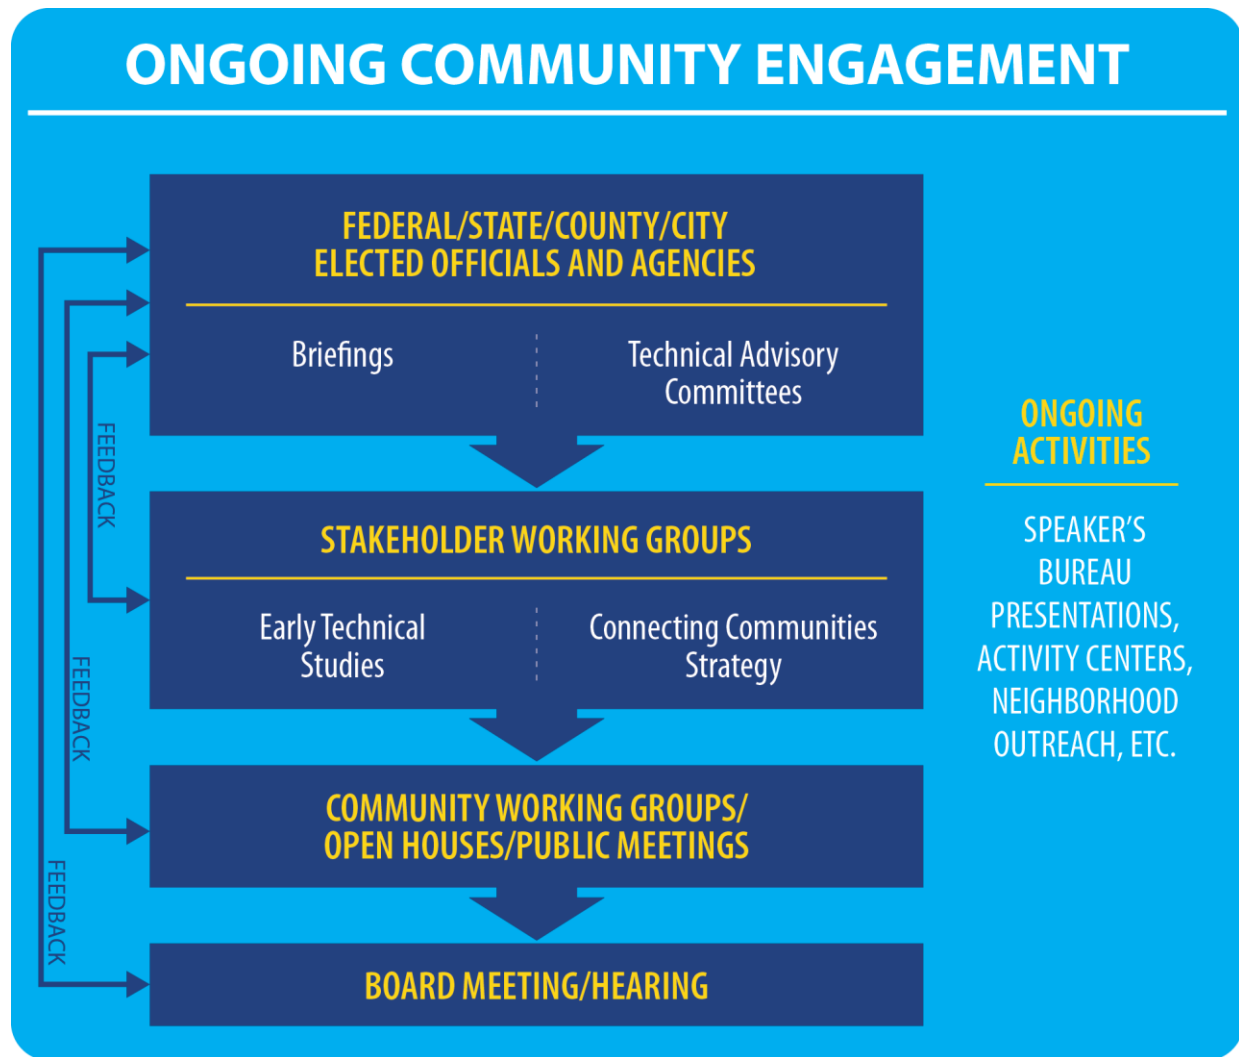 ONGOING COMMUNITY ENGAGEMENT
FEDERAL/STATE/COUNTY/CITY
ELECTED OFFICIALS AND AGENCIES
Briefings
Technical Advisory
Committees
FEEDBACK
STAKEHOLDER WORKING GROUPS
Early Technical
Studies
Connecting Communities
Strategy
FEEDBACK
COMMUNITY WORKING GROUPS/
OPEN HOUSES/PUBLIC MEETINGS
FEEDBACK
BOARD MEETING/HEARING
ONGOING
ACTIVITIES
SPEAKER’S
BUREAU
PRESENTATIONS,
ACTIVITY CENTERS,
NEIGHBORHOOD
OUTREACH, ETC.